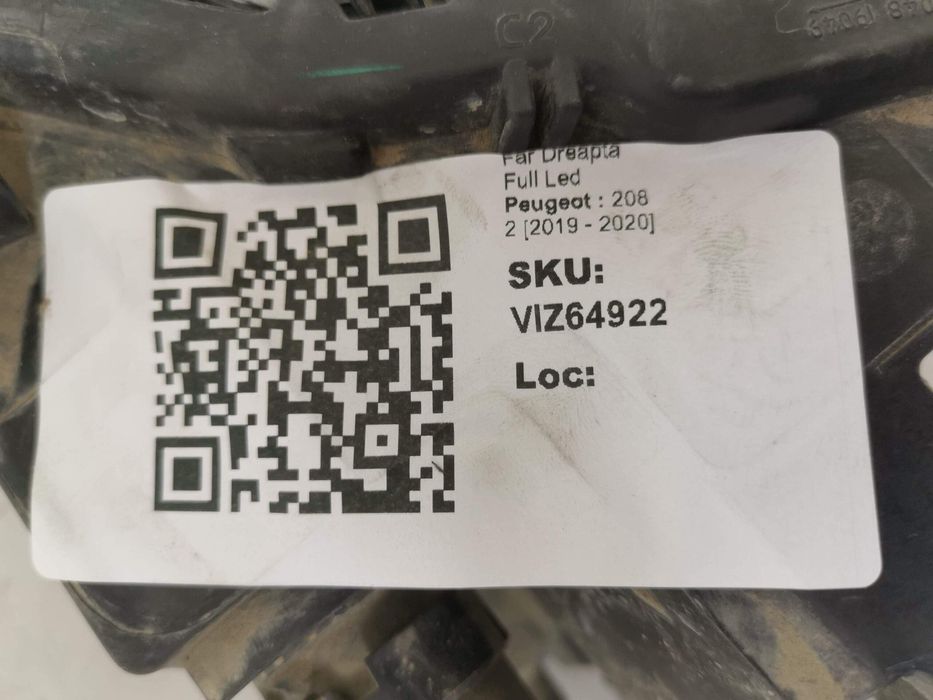 C2
Far Dreapta
Full Led
Peugeot : 208
2 [2019 - 2020]
SKU:
VIZ64922
Loc: